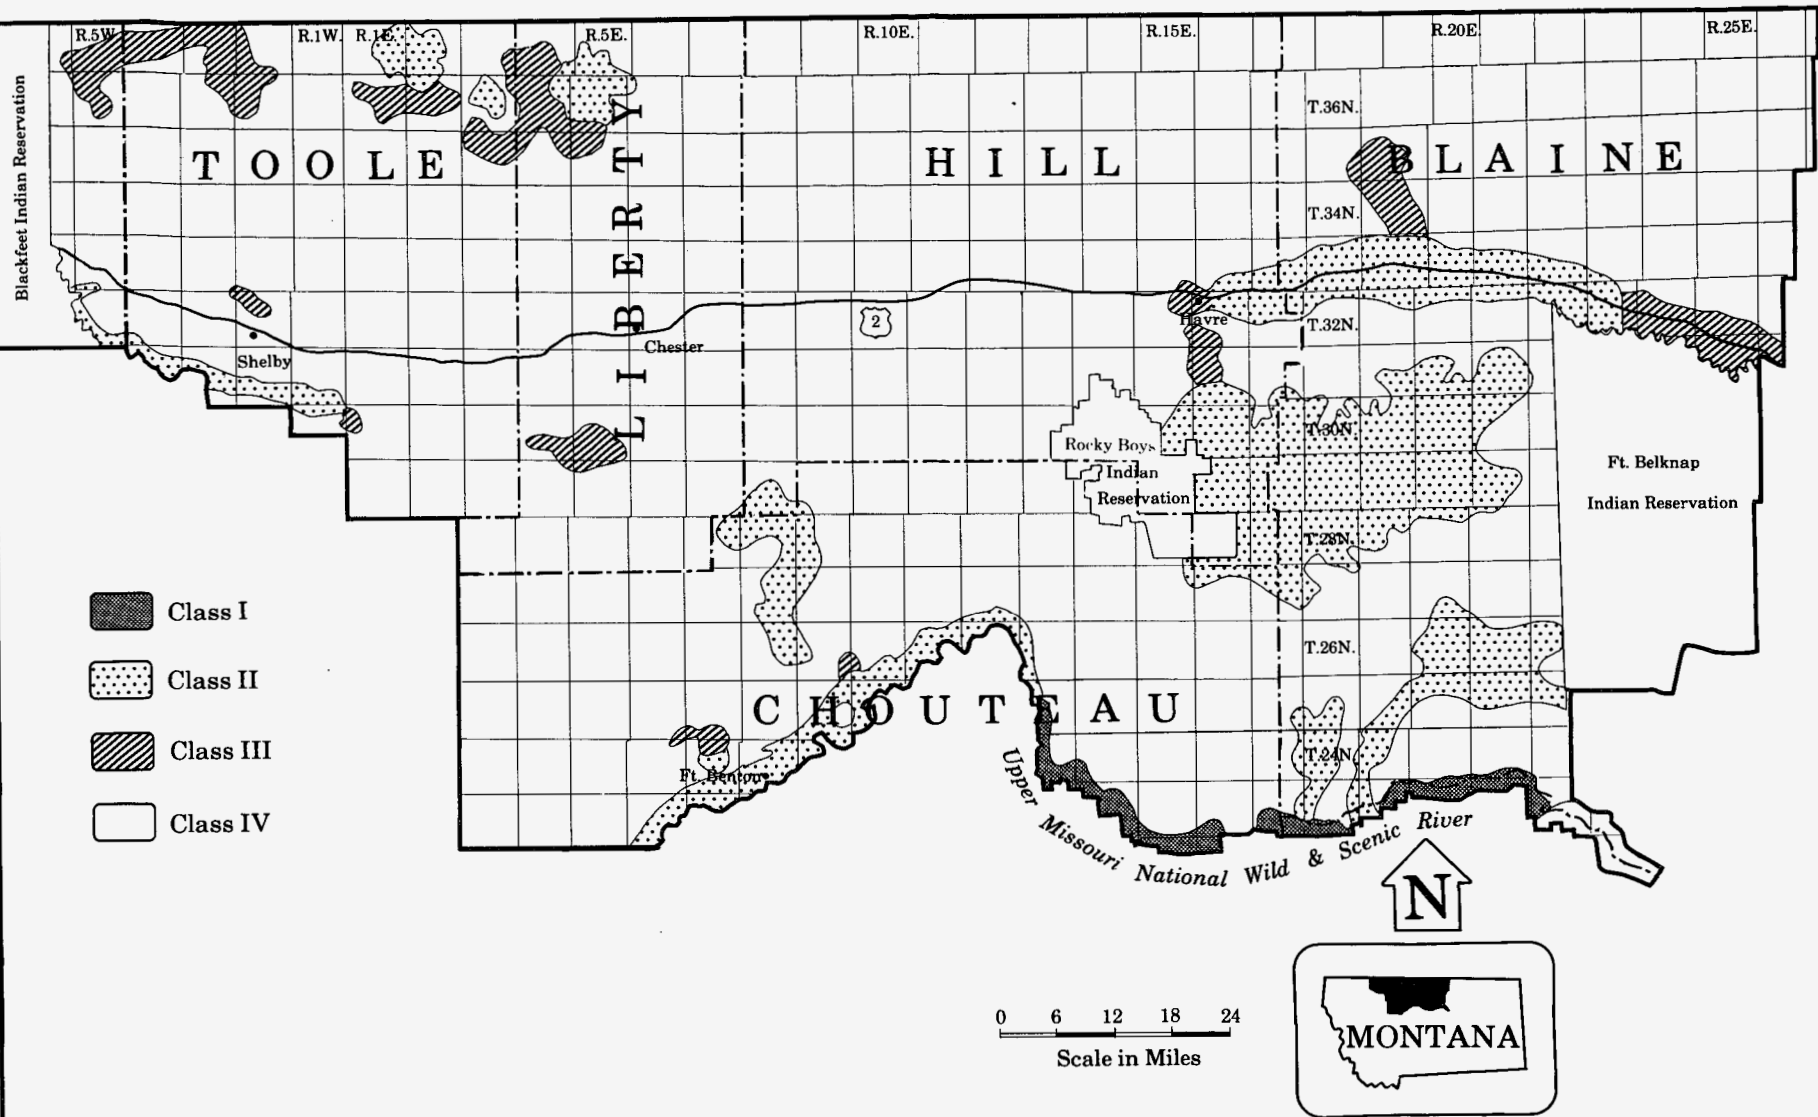 R.5W.
R.1W.
R.1E.
R.5E.
R.10E.
R.15E.
R.20E.
R.25E.
Blackfeet Indian Reservation
T.36N.
TOOLE
LIBERTY
HILL
BLAINE
T.34N.
Havre
T.32N.
2
Shelby
Chester
T.30N.
Rocky Boys
Indian
Reservation
Ft. Belknap
Indian Reservation
T.28N.
Class I
Class II
Class III
Class IV
T.26N.
CHOUTEAU
T.24N.
Ft. Benton
Upper Missouri National Wild & Scenic River
N
0 6 12 18 24
Scale in Miles
MONTANA